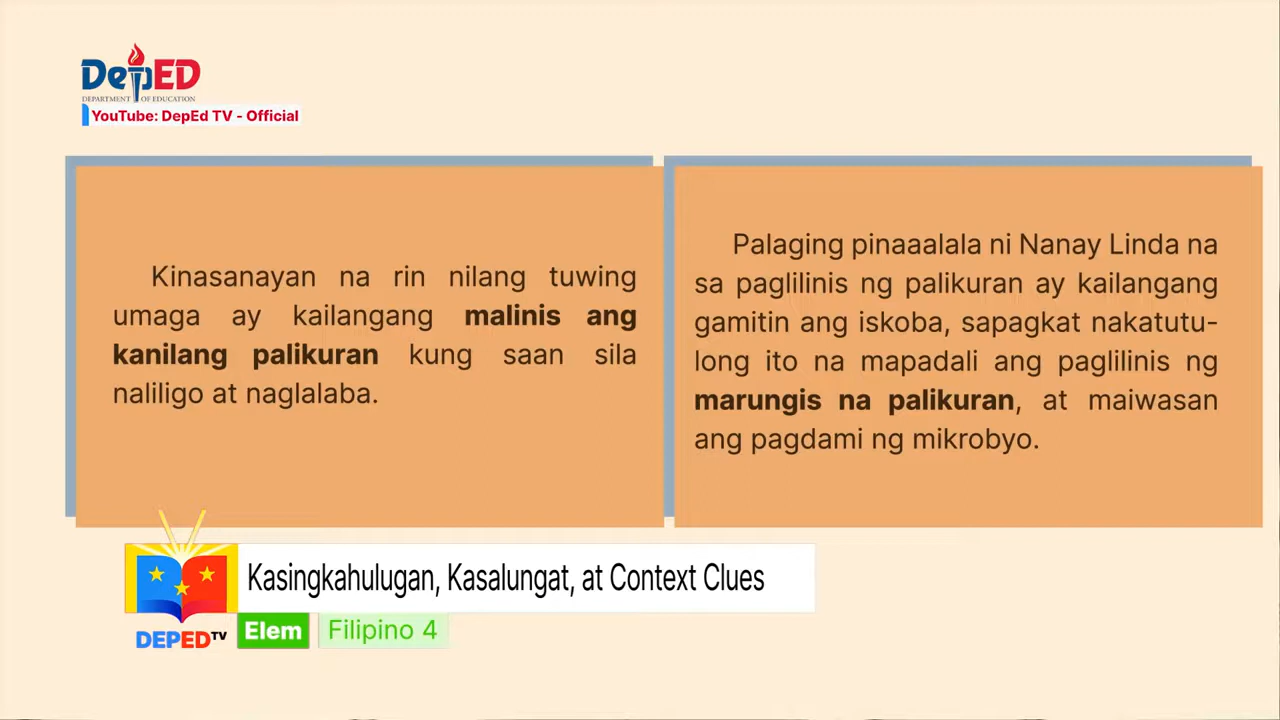 DepED
DEPARTMENT OF EDUCATION
YouTube: DepEd TV - Official
Kinasanayan na rin nilang tuwing
umaga ay kailangang malinis ang
kanilang palikuran kung saan sila
naliligo at naglalaba.
Palaging pinaaalala ni Nanay Linda na
sa paglilinis ng palikuran ay kailangang
gamitin ang iskoba, sapagkat nakatutu-
long ito na mapadali ang paglilinis ng
marungis na palikuran, at maiwasan
ang pagdami ng mikrobyo.
Kasingkahulugan, Kasalungat, at Context Clues
DEPED TV
Elem Filipino 4